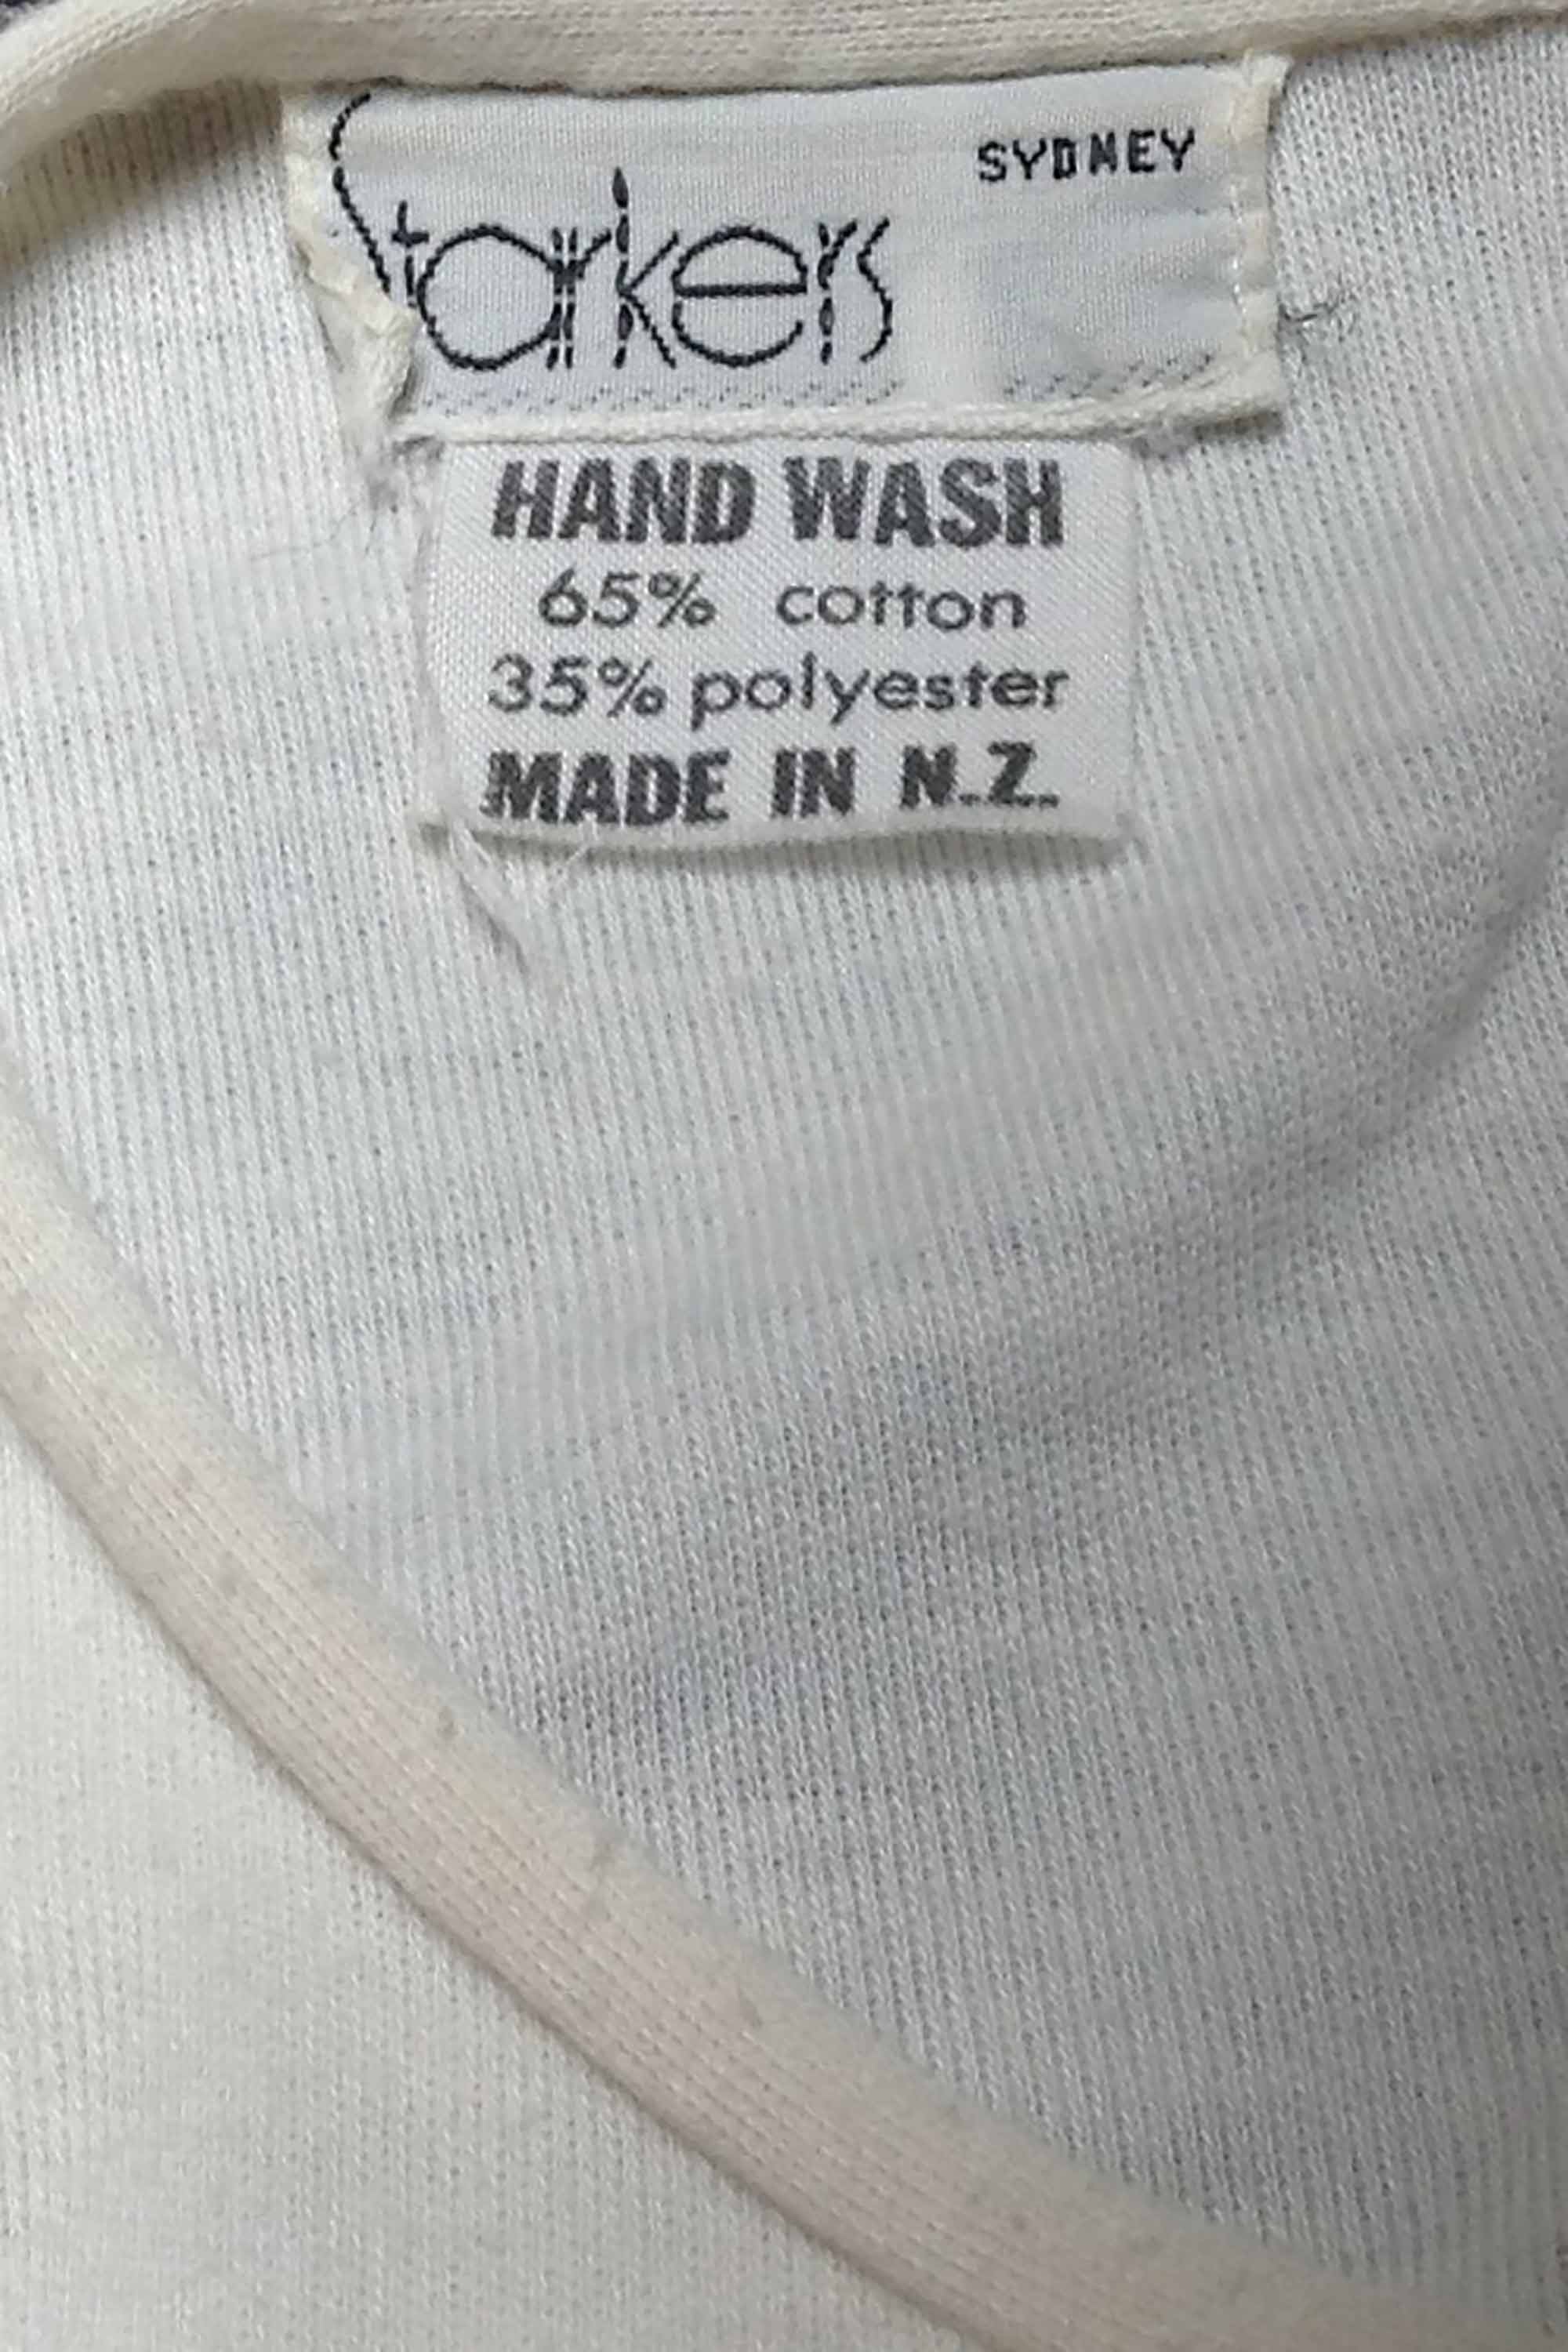 SYDNEY
Starkers
HAND WASH
65% cotton
35% polyester
MADE IN N.Z.